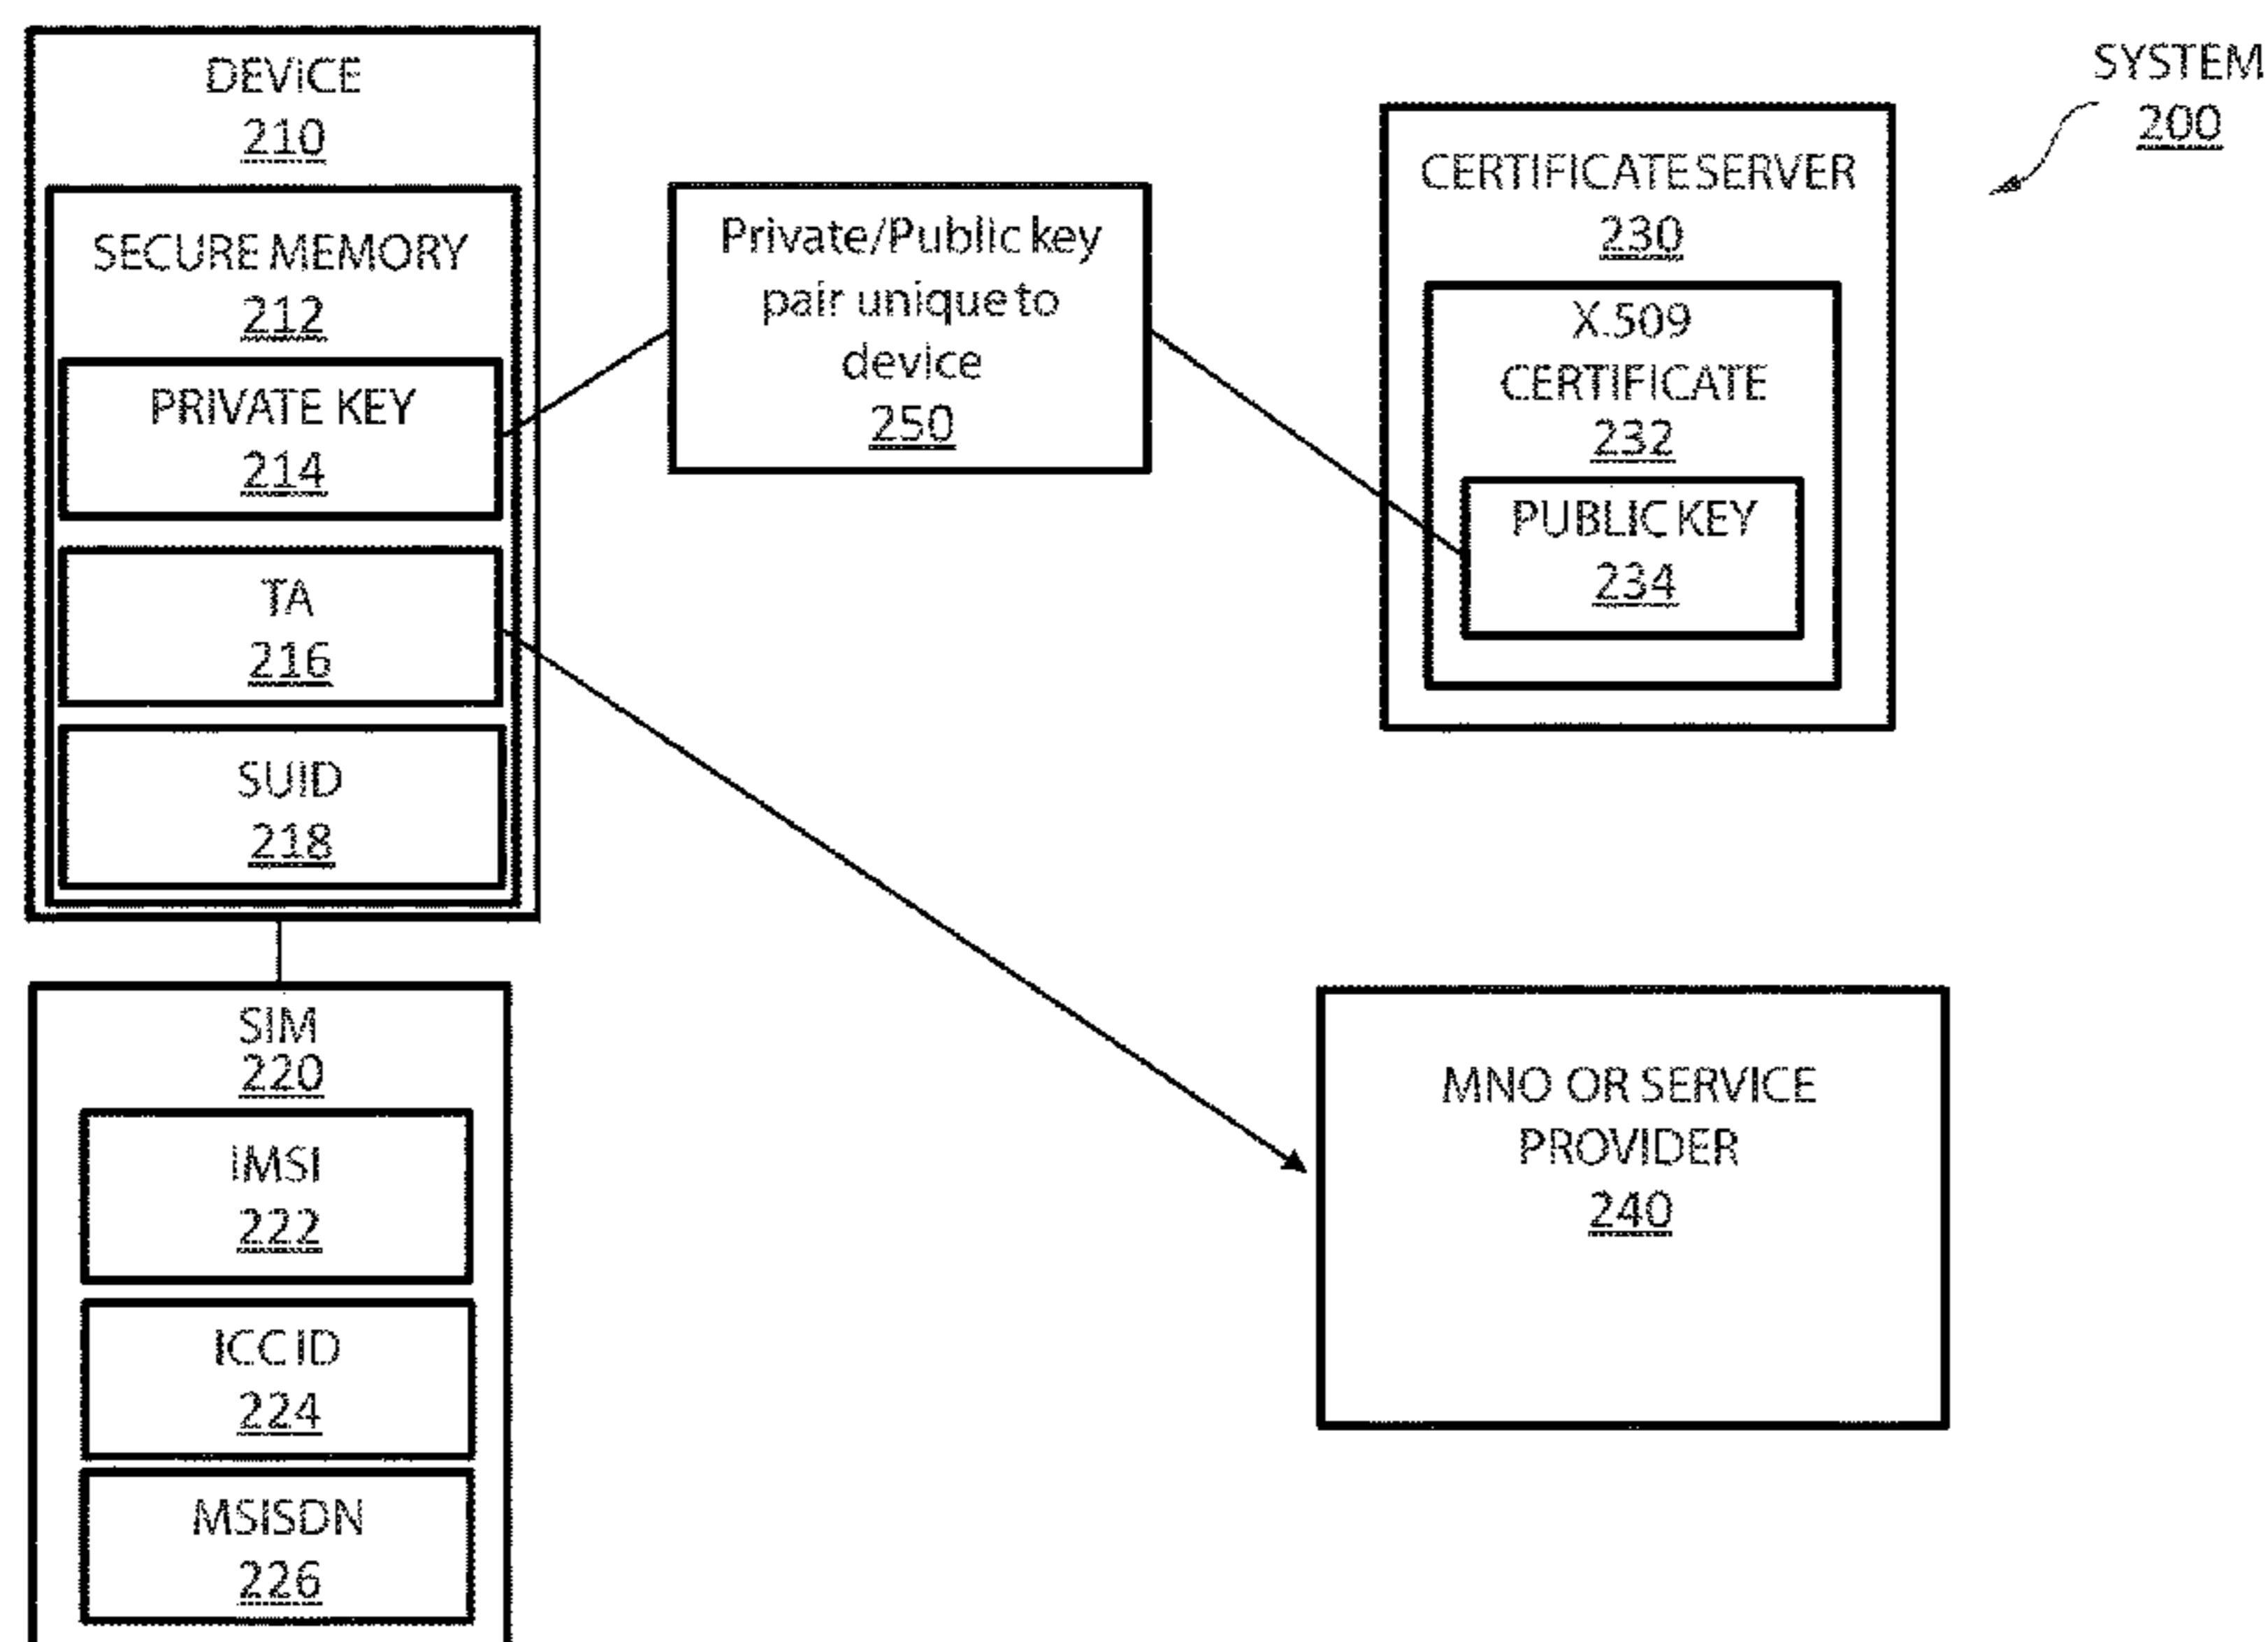 DEVICE
210
SECURE MEMORY
212
PRIVATE KEY
214
TA
216
SUID
218
SIM
220
IMSI
222
ICC ID
224
MSISDN
226
Private/Public key
pair unique to
device
250
CERTIFICATE SERVER
230
X.509
CERTIFICATE
232
PUBLIC KEY
234
SYSTEM
200
MNO OR SERVICE
PROVIDER
240